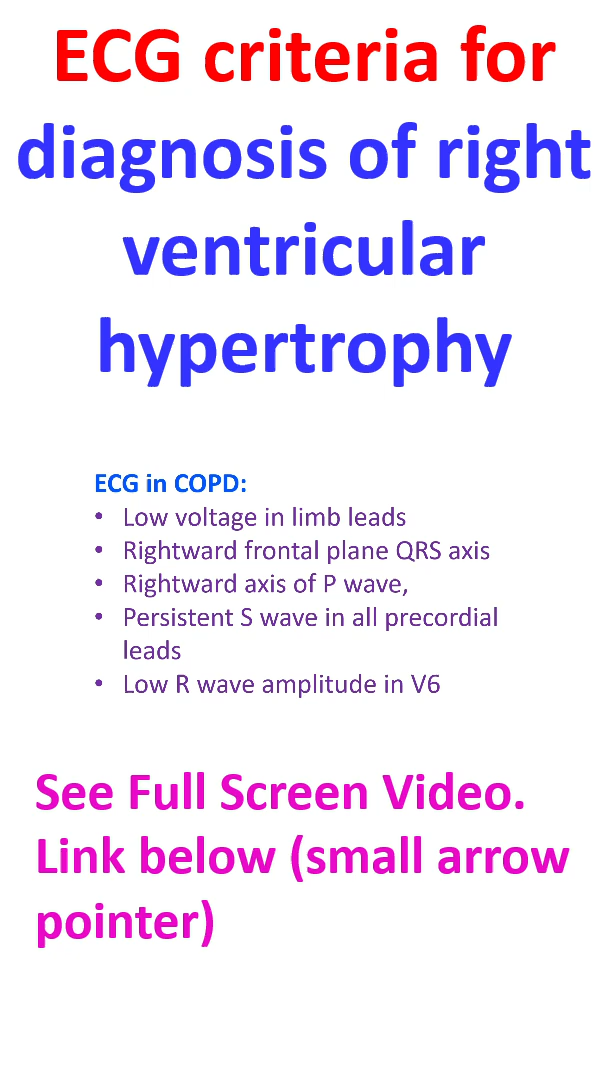 ECG criteria for
diagnosis of right
ventricular
hypertrophy
ECG in COPD:
• Low voltage in limb leads
• Rightward frontal plane QRS axis
• Rightward axis of P wave,
• Persistent S wave in all precordial
leads
• Low R wave amplitude in V6
See Full Screen Video.
Link below (small arrow
pointer)